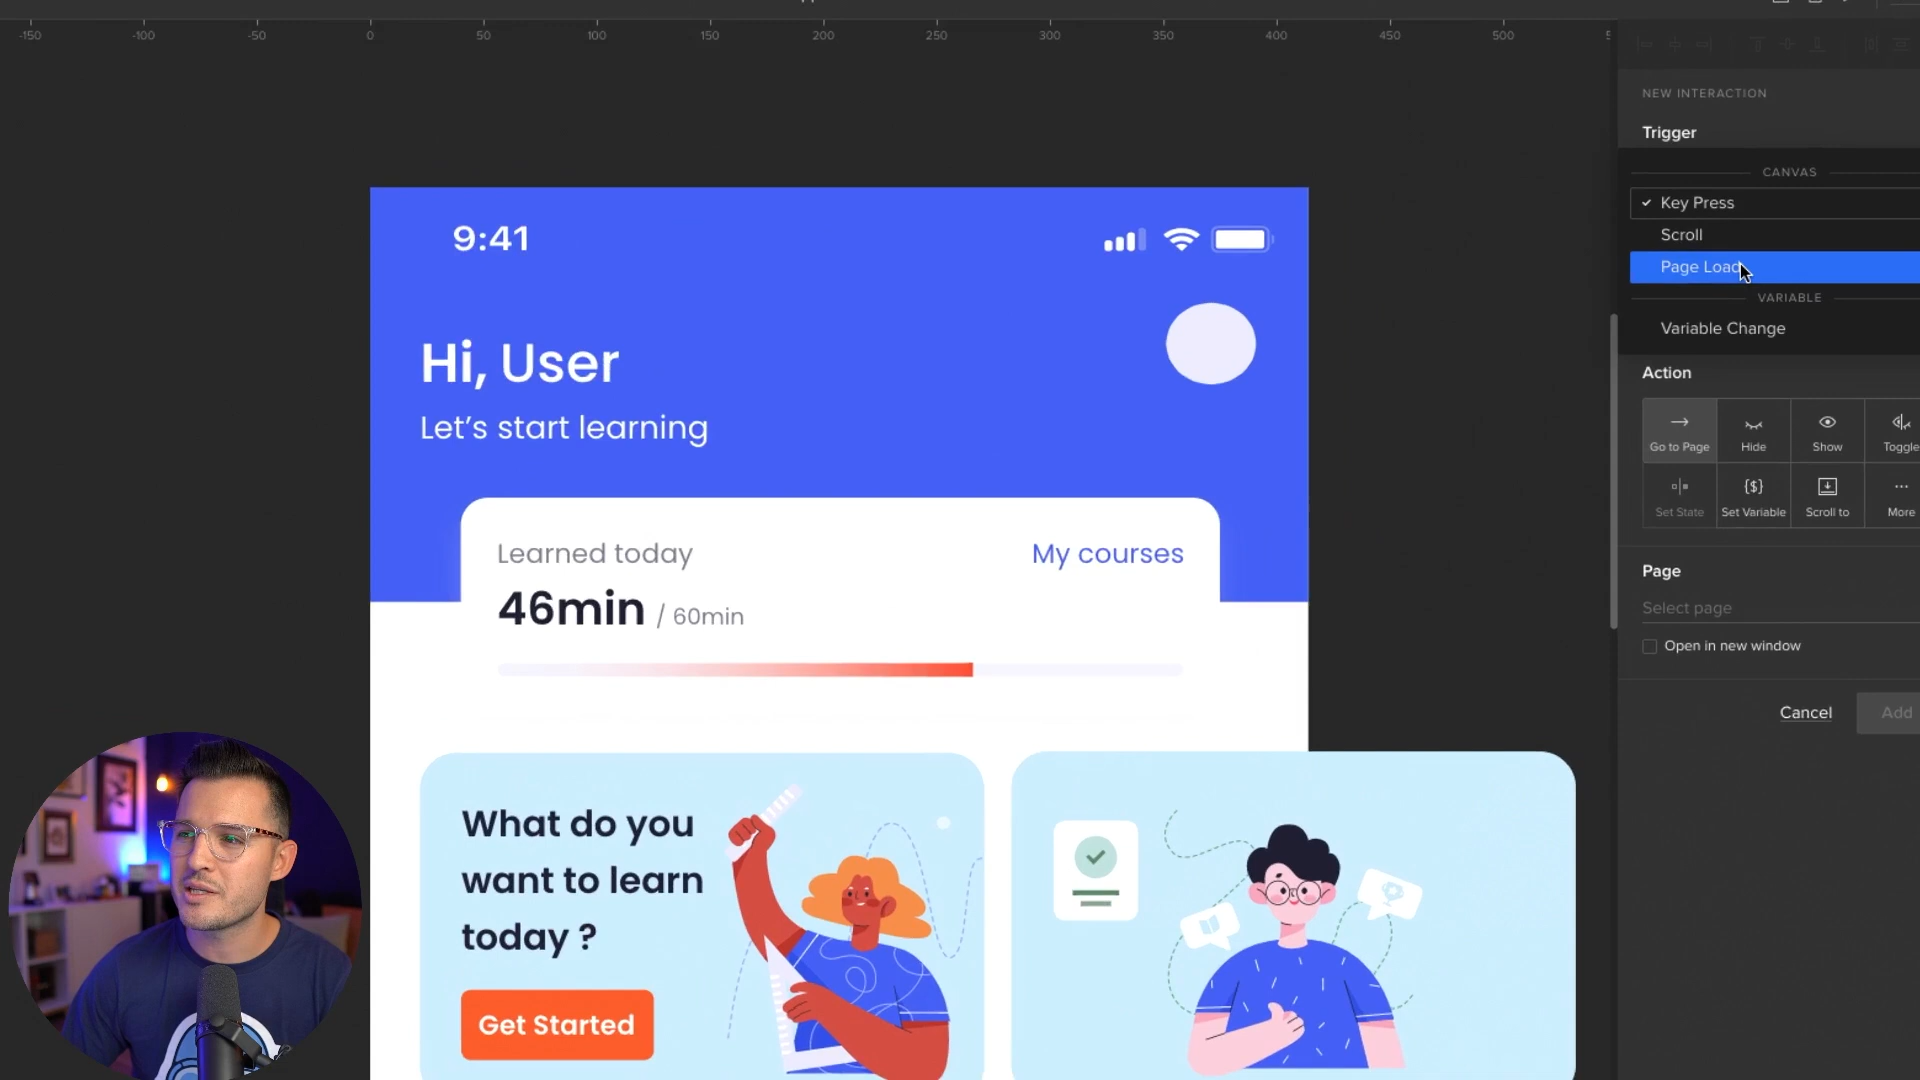 -150 -100 -50 0 50 100 150 200 250 300 350 400 450 500
NEW INTERACTION
Trigger
CANVAS
Key Press
Scroll
Page Load
VARIABLE
Variable Change
Action
Go to Page Hide Show Toggle
{$}
Set State Set Variable Scroll to More
Page
Select page
Open in new window
Cancel Add
9:41
Hi, User
Let's start learning
Learned today My courses
46min / 60min
What do you
want to learn
today ?
Get Started